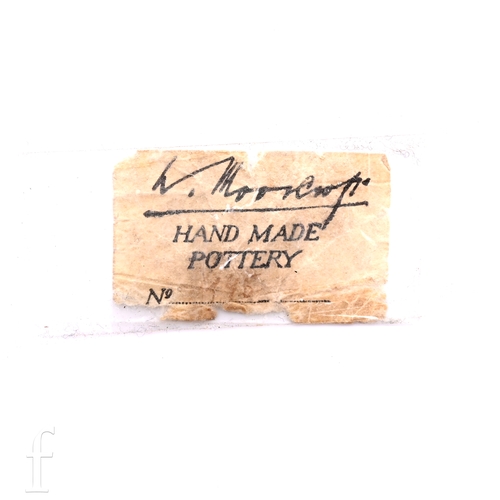 W. Moorcroft
HAND MADE
POTTERY
No
f